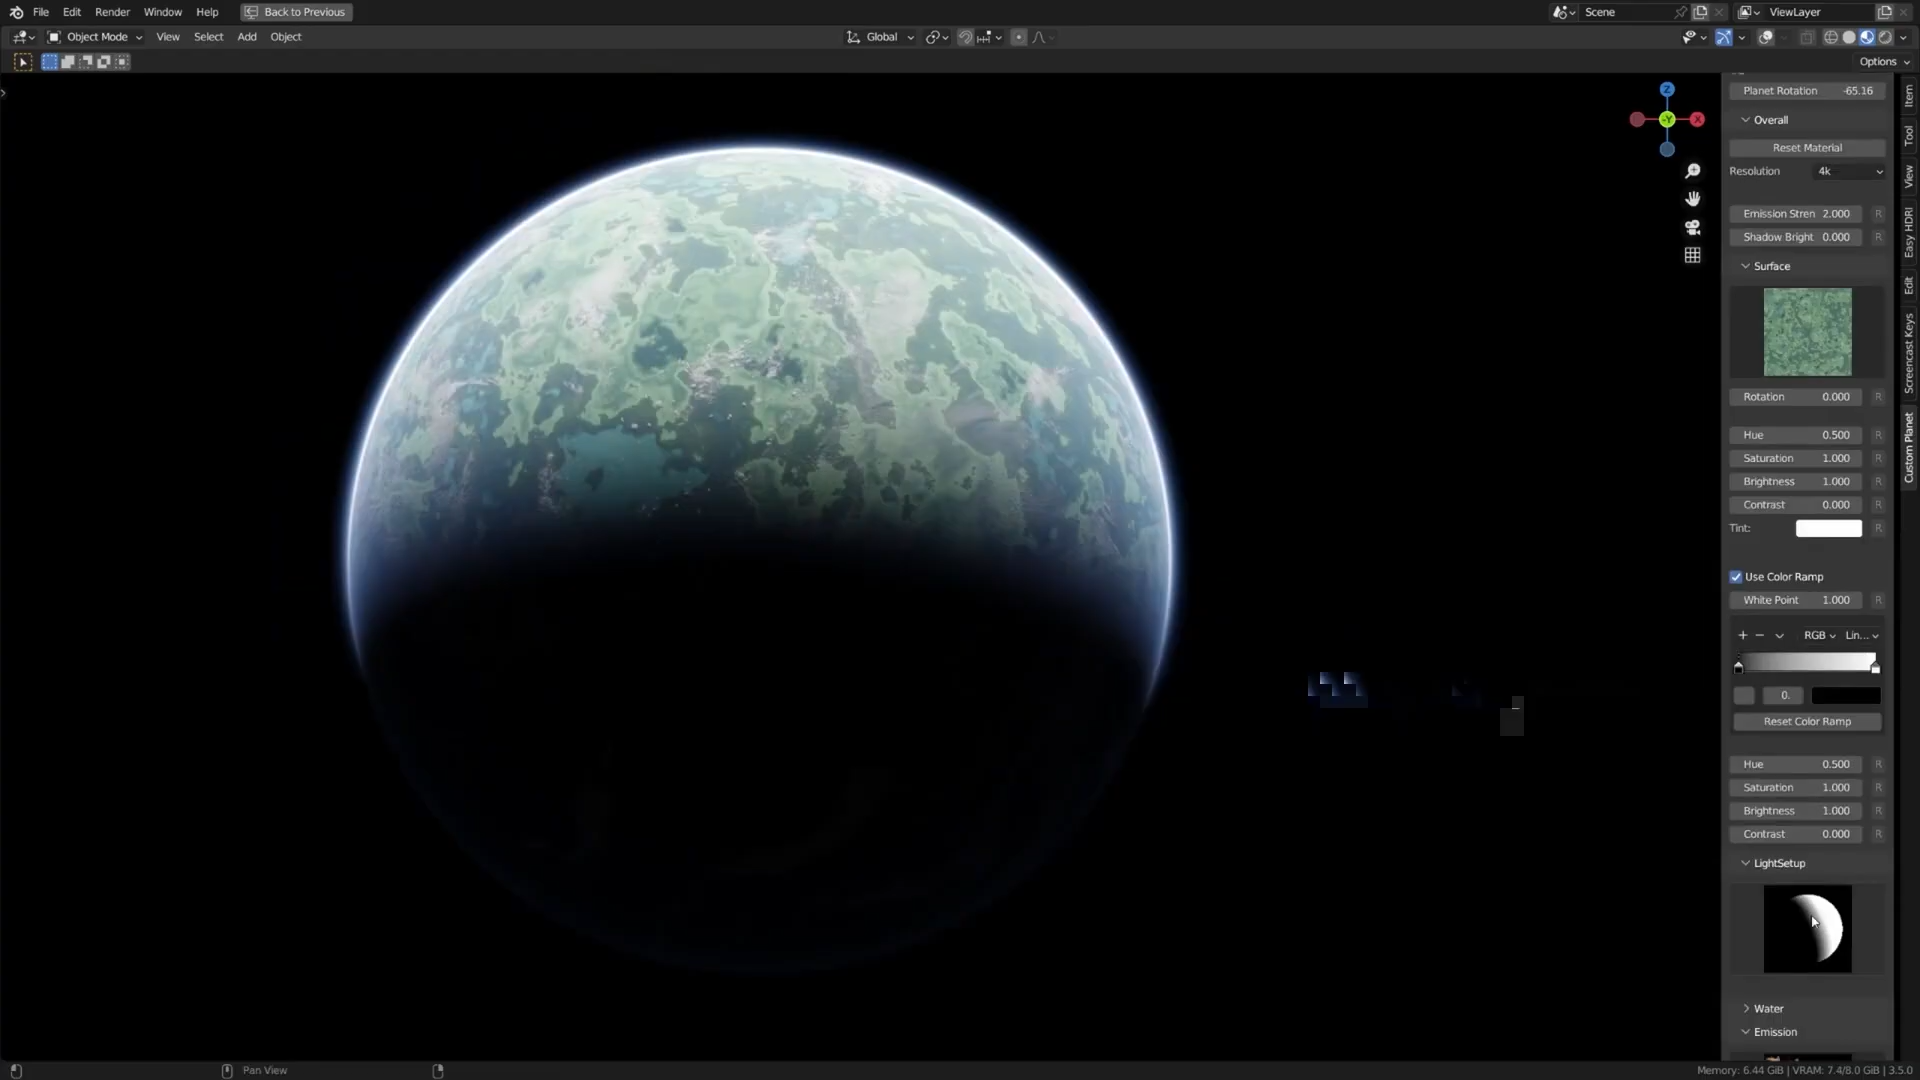 File Edit Render Window Help Back to Previous Scene ViewLayer
Object Mode View Select Add Object Global
Options
Z
-Y X
Planet Rotation -65.16
Overall
Reset Material
Resolution 4k
Emission Stren 2.000 R
Shadow Bright 0.000 R
Surface
Rotation 0.000 R
Hue 0.500 R
Saturation 1.000 R
Brightness 1.000 R
Contrast 0.000 R
Tint: R
Use Color Ramp
White Point 1.000 R
+ − RGB Lin...
0.
Reset Color Ramp
Hue 0.500 R
Saturation 1.000 R
Brightness 1.000 R
Contrast 0.000 R
LightSetup
Water
Emission
Item
Tool
View
Easy HDRI
Edit
Screencast Keys
Custom Planet
Pan View
Memory: 6.44 GiB | VRAM: 7.4/8.0 GiB | 3.5.0